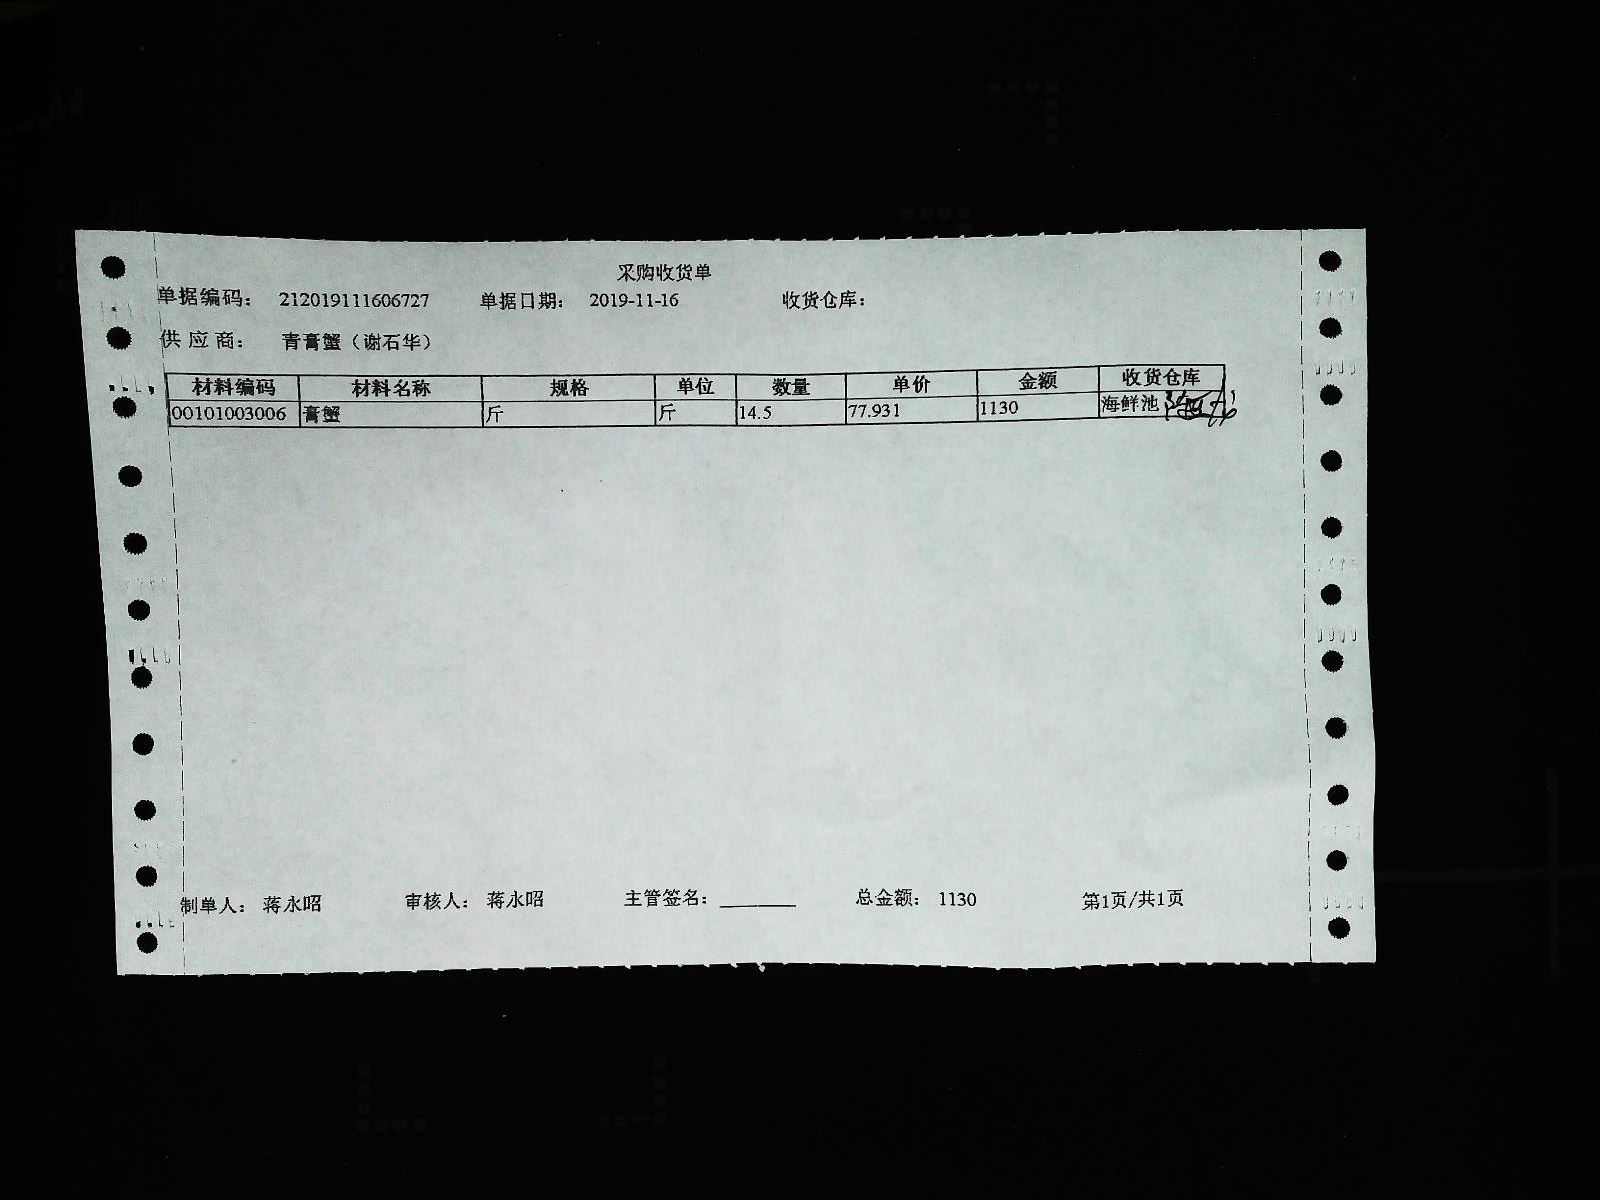 采购收货单
单据编码： 212019111606727 单据日期： 2019-11-16 收货仓库：
供应商： 青膏蟹（谢石华）
材料编码 材料名称 规格 单位 数量 单价 金额 收货仓库
00101003006 膏蟹 斤 斤 14.5 77.931 1130 海鲜池
制单人： 蒋永昭 审核人： 蒋永昭 主管签名：________ 总金额： 1130 第1页/共1页